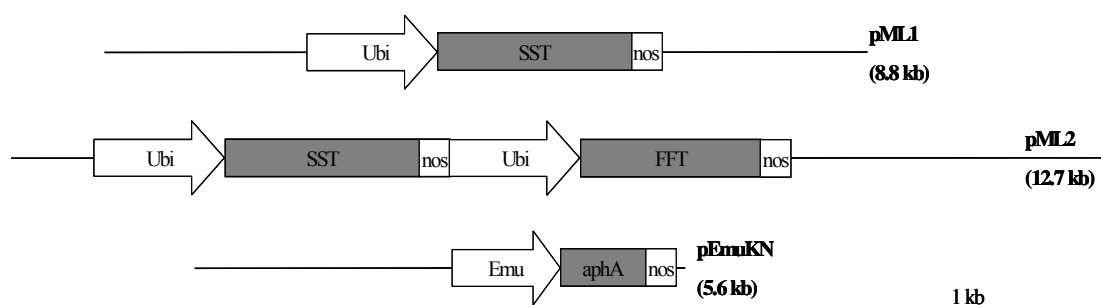 Ubi SST nos pML1
(8.8 kb)
Ubi SST nos Ubi FFT nos pML2
(12.7 kb)
Emu aphA nos pEmuKN
(5.6 kb)
1 kb